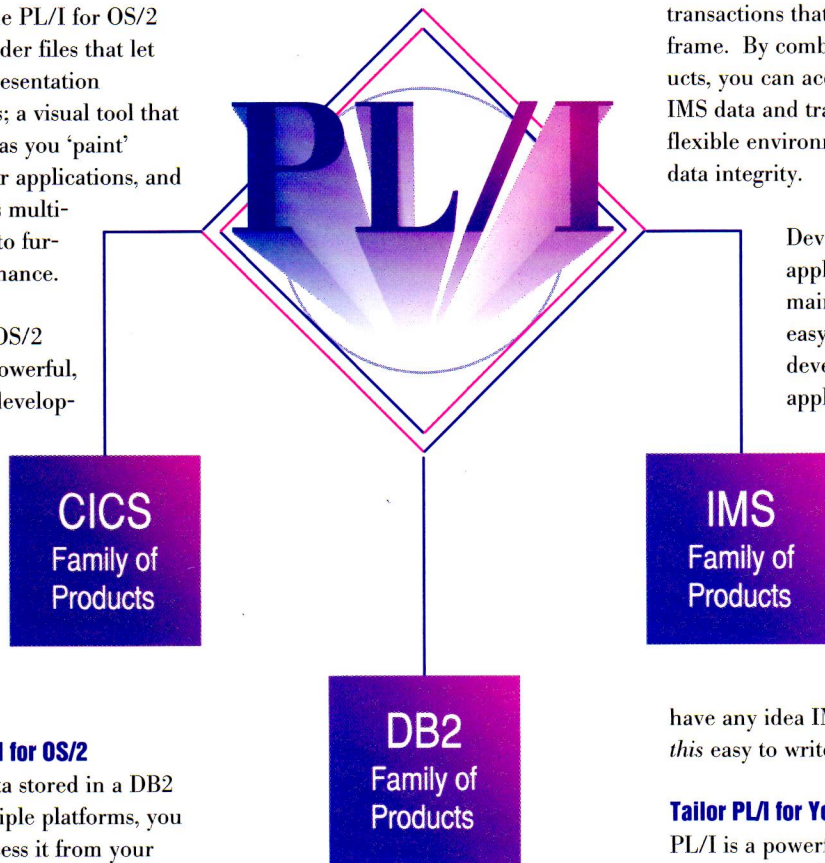 e PL/I for OS/2
der files that let
esentation
s; a visual tool that
as you 'paint'
r applications, and
s multi-
to fur-
nance.
OS/2
owerful,
develop-
PL/I
transactions that
frame. By comb
ucts, you can acc
IMS data and tra
flexible environm
data integrity.
Dev
appl
main
easy
deve
appl
CICS
Family of
Products
DB2
Family of
Products
IMS
Family of
Products
I for OS/2
ta stored in a DB2
iple platforms, you
ess it from your
have any idea IM
this easy to write
Tailor PL/I for Yo
PL/I is a powerf